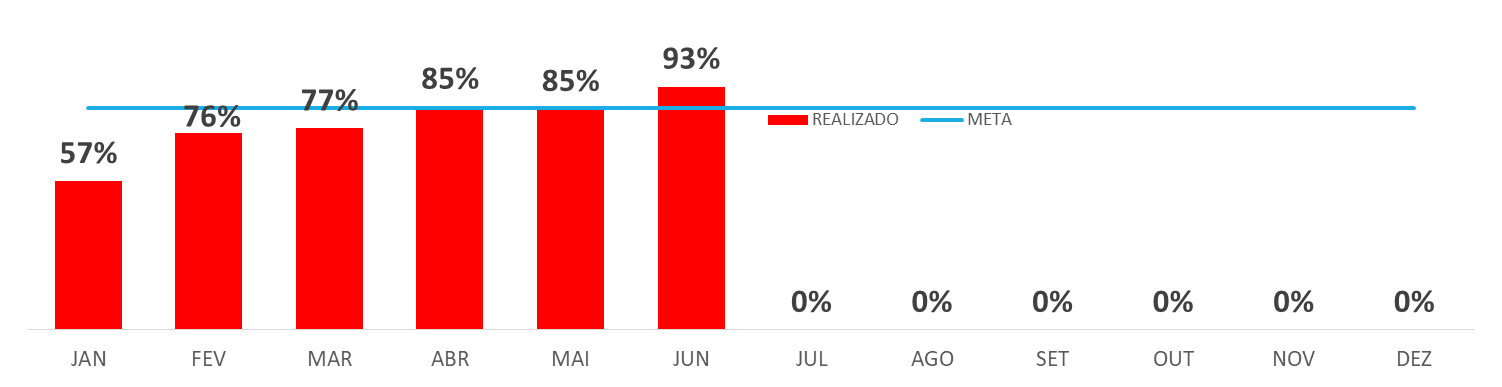 93%
85%
85%
77%
76%
REALIZADO META
57%
0% 0% 0% 0% 0% 0%
JAN FEV MAR ABR MAI JUN JUL AGO SET OUT NOV DEZ